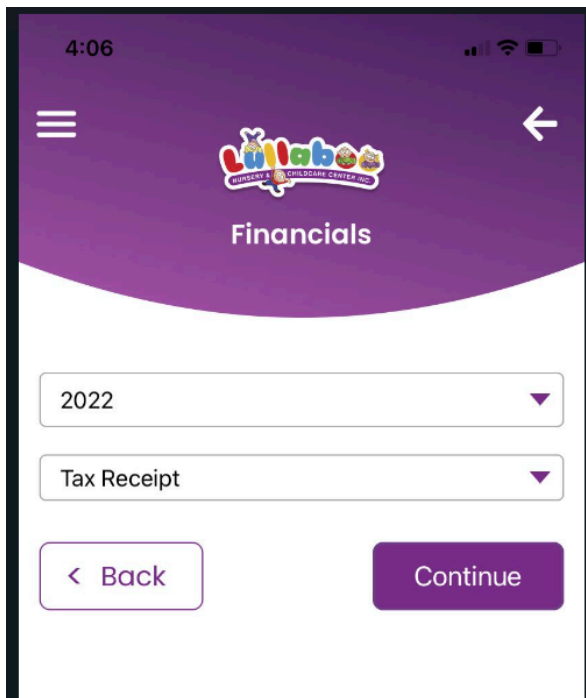 4:06
Lullaboo
NURSERY & CHILDCARE CENTER INC.
Financials
2022
Tax Receipt
< Back
Continue